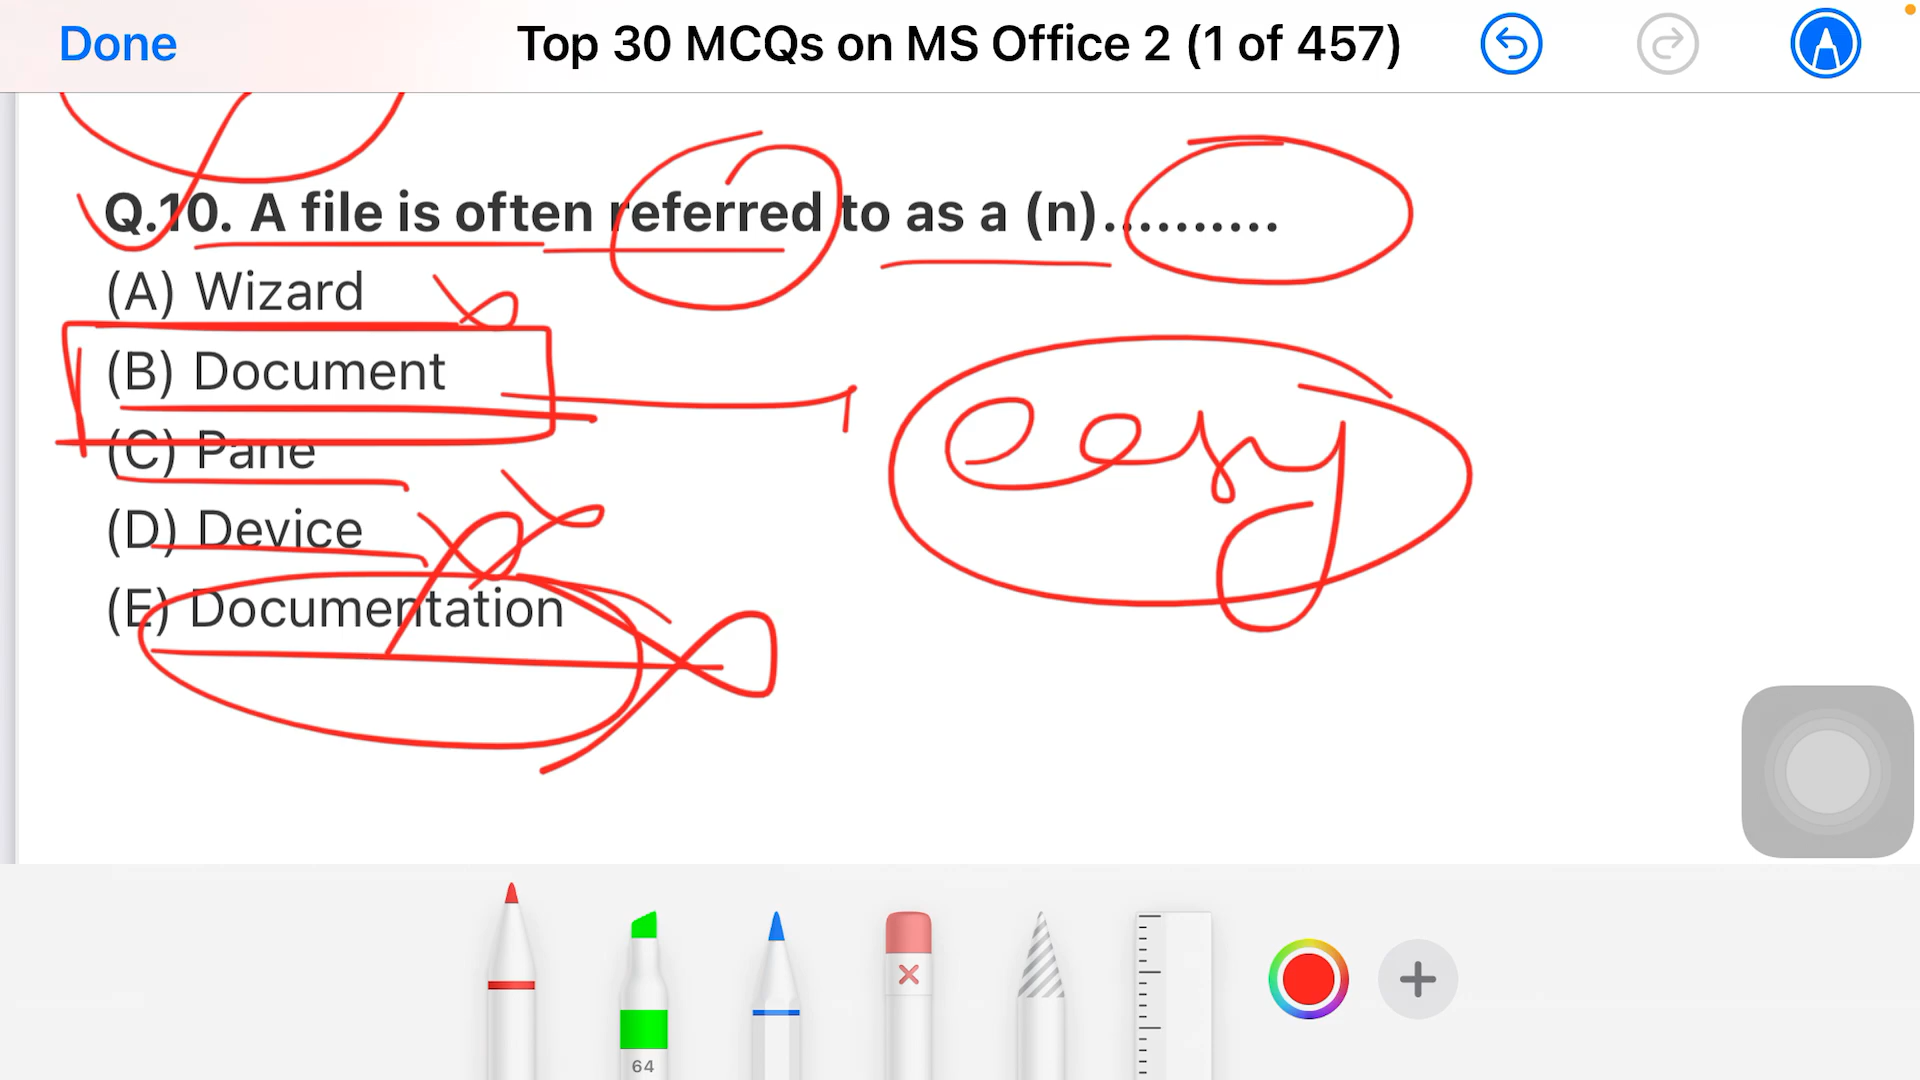 Done
Top 30 MCQs on MS Office 2 (1 of 457)
Q.10. A file is often referred to as a (n)..........
(A) Wizard
(B) Document
(C) Pane
(D) Device
(E) Documentation
64